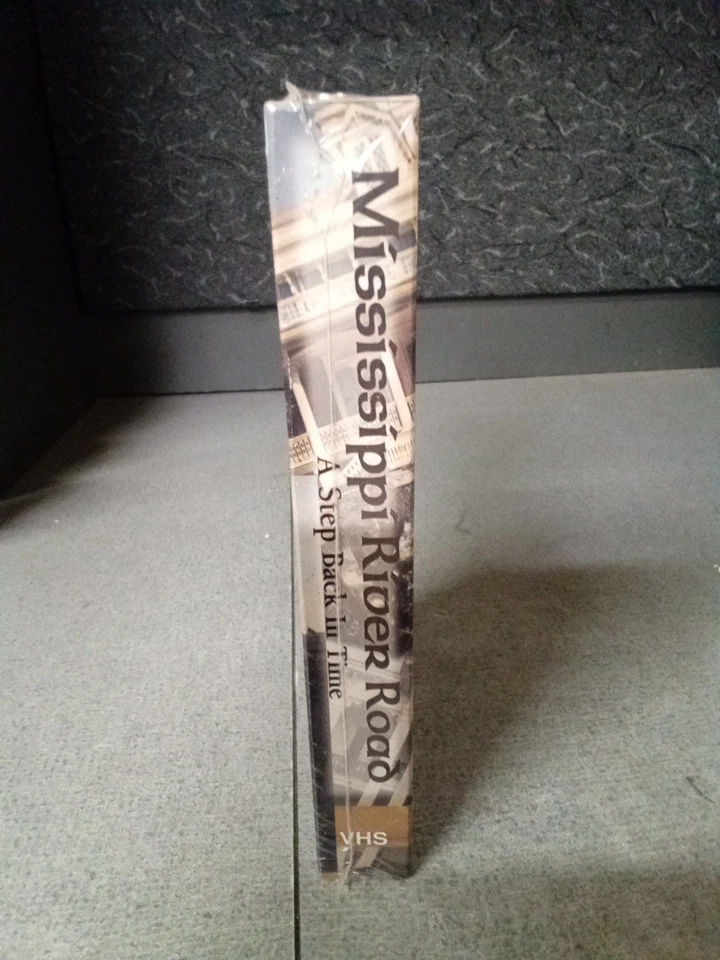 Mississippi River Road
A Step Back In Time
VHS